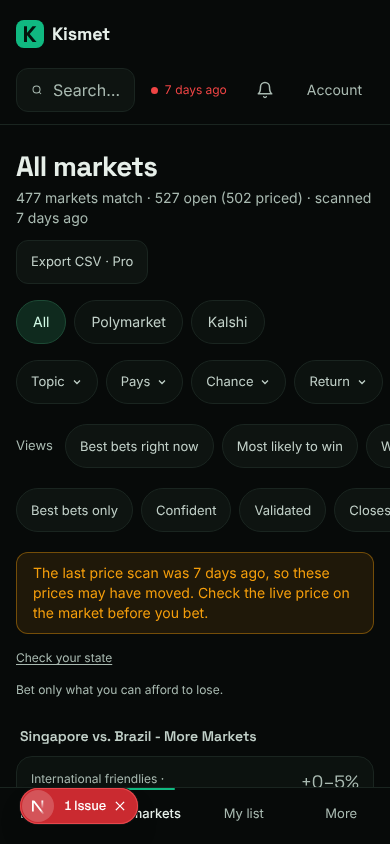 Kismet
Search...
7 days ago
Account
All markets
477 markets match · 527 open (502 priced) · scanned
7 days ago
Export CSV · Pro
All
Polymarket
Kalshi
Topic
Pays
Chance
Return
Views
Best bets right now
Most likely to win
Best bets only
Confident
Validated
Closes
The last price scan was 7 days ago, so these
prices may have moved. Check the live price on
the market before you bet.
Check your state
Bet only what you can afford to lose.
Singapore vs. Brazil - More Markets
International friendlies ·
+0–5%
N
1 Issue
markets
My list
More